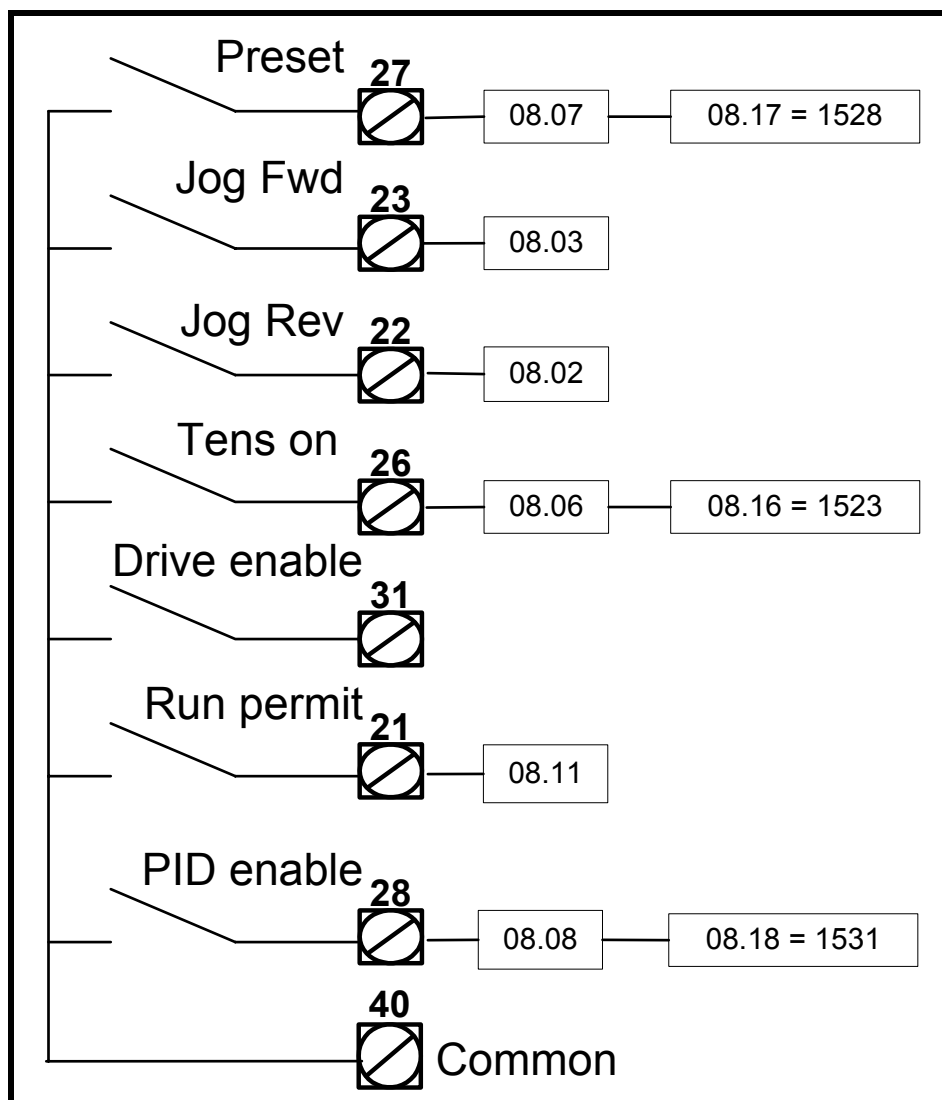 Preset
27
08.07
08.17 = 1528
Jog Fwd
23
08.03
Jog Rev
22
08.02
Tens on
26
08.06
08.16 = 1523
Drive enable
31
Run permit
21
08.11
PID enable
28
08.08
08.18 = 1531
40
Common